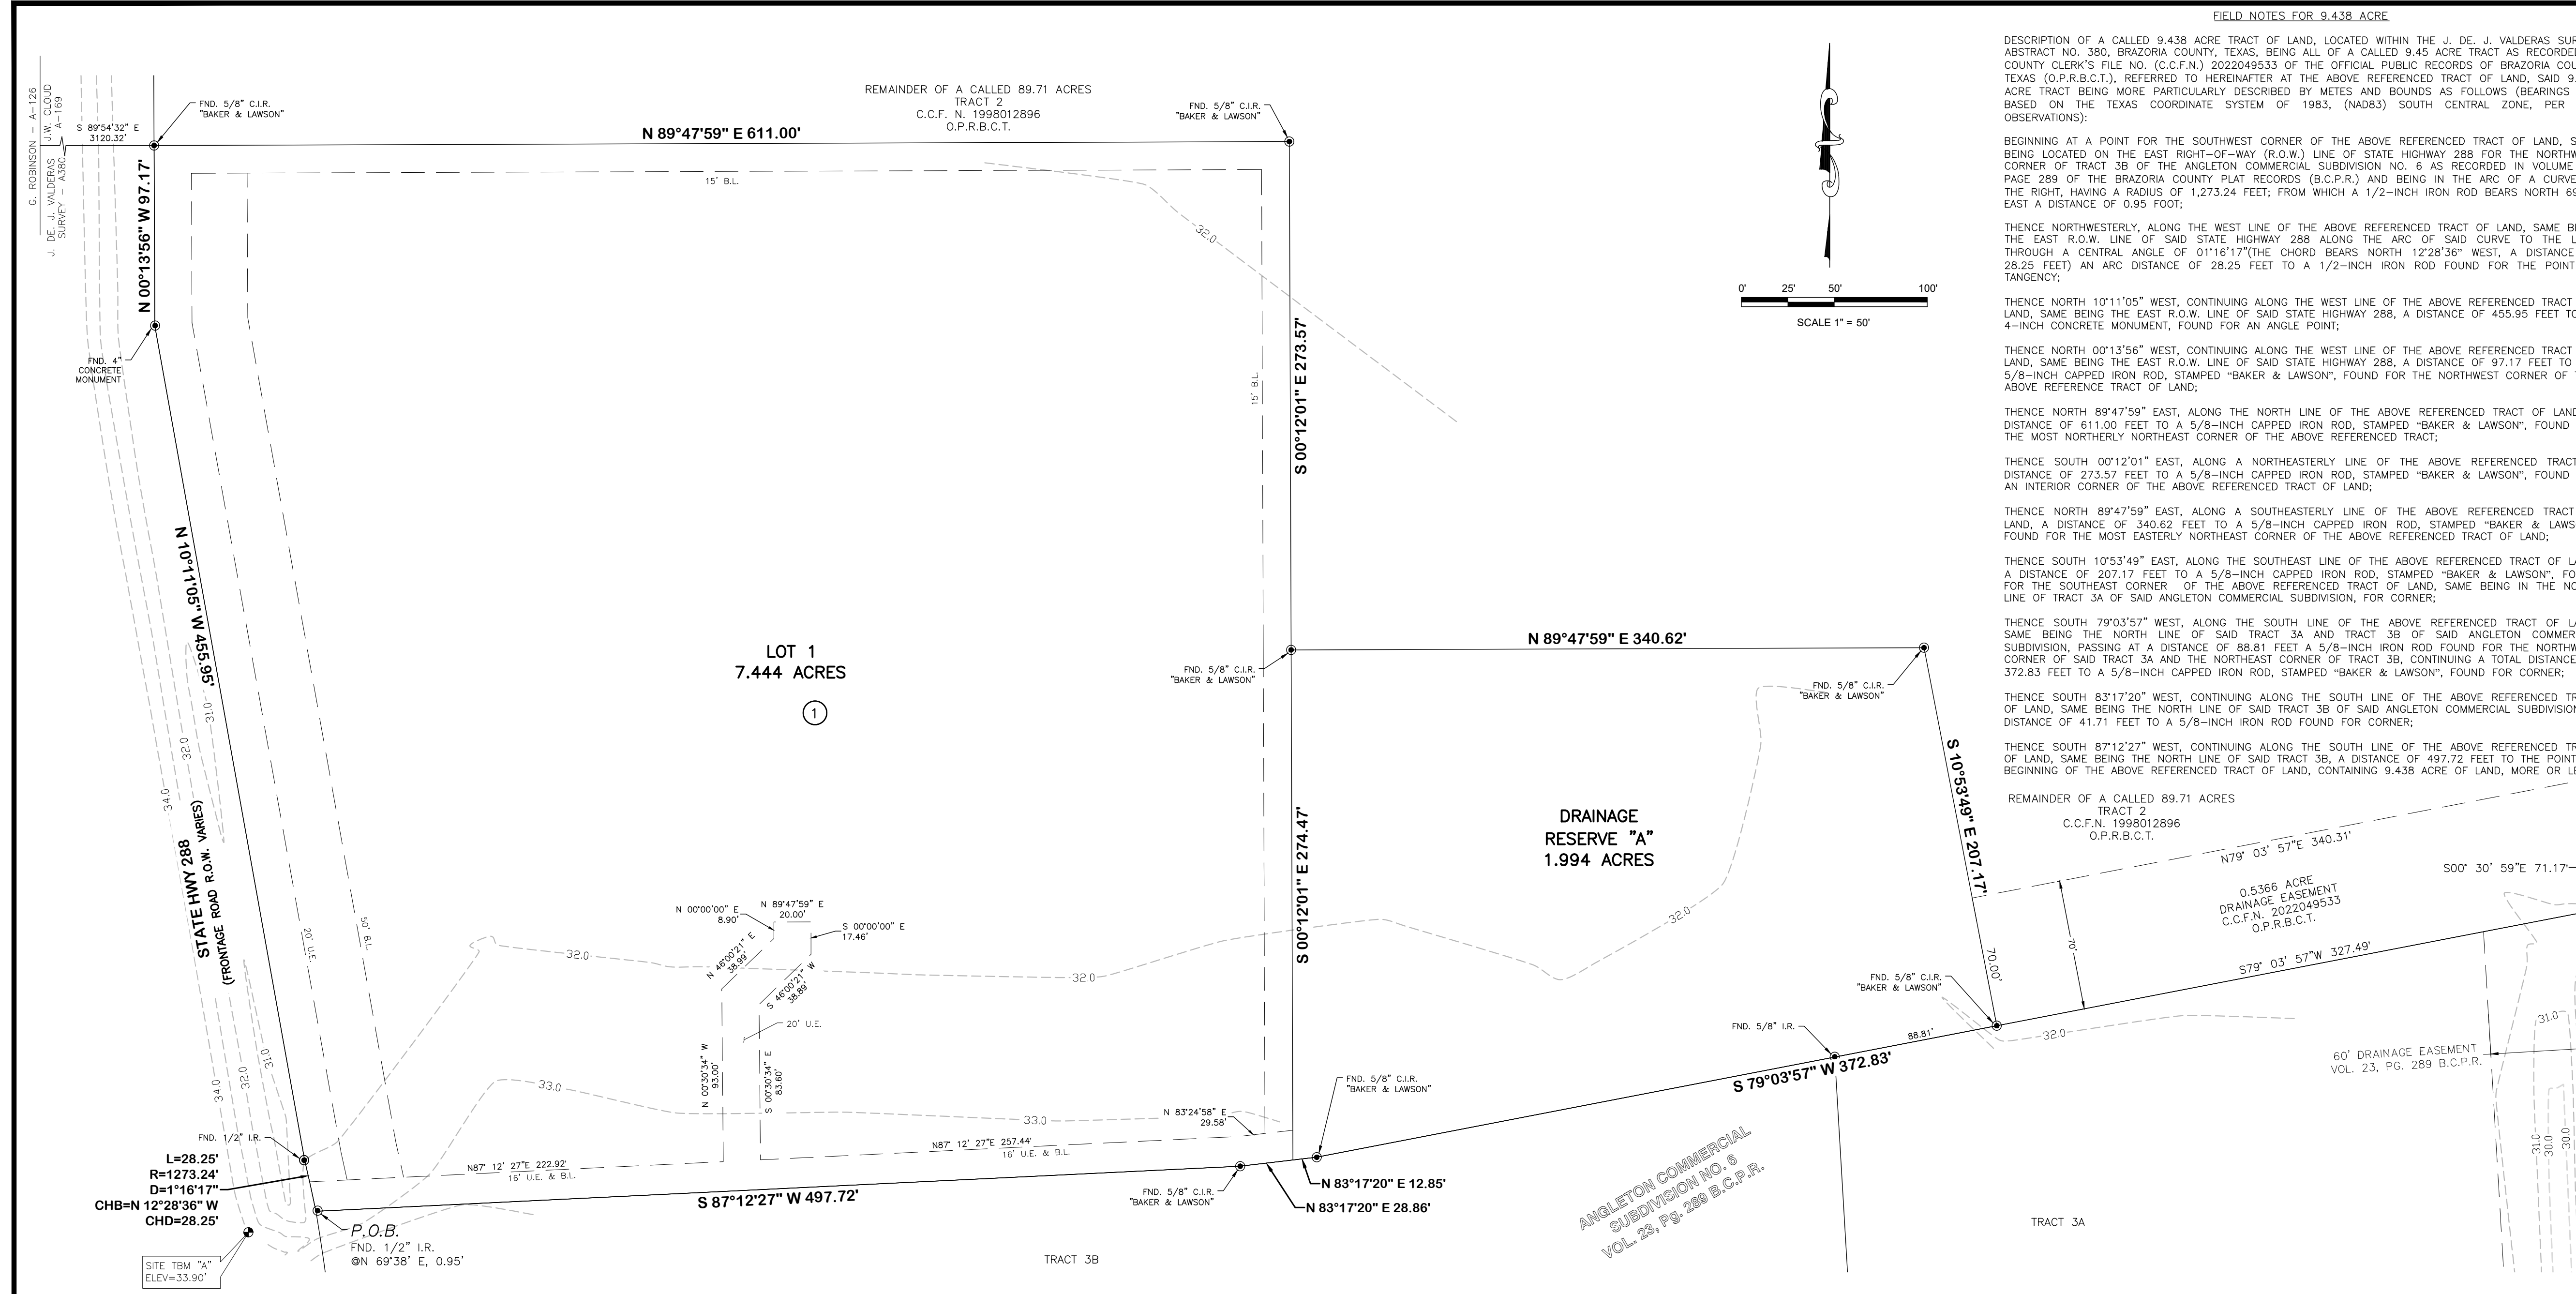 FIELD NOTES FOR 9.438 ACRE
DESCRIPTION OF A CALLED 9.438 ACRE TRACT OF LAND, LOCATED WITHIN THE J. DE. J. VALDERAS
ABSTRACT NO. 380, BRAZORIA COUNTY, TEXAS, BEING ALL OF A CALLED 9.45 ACRE TRACT AS
COUNTY CLERK'S FILE NO. (C.C.F.N.) 2022049533 OF THE OFFICIAL PUBLIC RECORDS OF BRAZORIA
TEXAS (O.P.R.B.C.T.), REFERRED TO HEREINAFTER AT THE ABOVE REFERENCED TRACT OF LAND, SAID
ACRE TRACT BEING MORE PARTICULARLY DESCRIBED BY METES AND BOUNDS AS FOLLOWS (BEARINGS
BASED ON THE TEXAS COORDINATE SYSTEM OF 1983, (NAD83) SOUTH CENTRAL ZONE, PER
OBSERVATIONS):
BEGINNING AT A POINT FOR THE SOUTHWEST CORNER OF THE ABOVE REFERENCED TRACT OF LAND,
BEING LOCATED ON THE EAST RIGHT-OF-WAY (R.O.W.) LINE OF STATE HIGHWAY 288 FOR THE
CORNER OF TRACT 3B OF THE ANGLETON COMMERCIAL SUBDIVISION NO. 6 AS RECORDED IN VOLUME
PAGE 289 OF THE BRAZORIA COUNTY PLAT RECORDS (B.C.P.R.) AND BEING IN THE ARC OF A CURVE
THE RIGHT, HAVING A RADIUS OF 1,273.24 FEET; FROM WHICH A 1/2-INCH IRON ROD BEARS NORTH
EAST A DISTANCE OF 0.95 FOOT;
THENCE NORTHWESTERLY, ALONG THE WEST LINE OF THE ABOVE REFERENCED TRACT OF LAND, SAME
THE EAST R.O.W. LINE OF SAID STATE HIGHWAY 288 ALONG THE ARC OF SAID CURVE TO THE
THROUGH A CENTRAL ANGLE OF 01°16'17"(THE CHORD BEARS NORTH 12°28'36" WEST, A DISTANCE
28.25 FEET) AN ARC DISTANCE OF 28.25 FEET TO A 1/2-INCH IRON ROD FOUND FOR THE POINT
TANGENCY;
THENCE NORTH 10°11'05" WEST, CONTINUING ALONG THE WEST LINE OF THE ABOVE REFERENCED TRACT
LAND, SAME BEING THE EAST R.O.W. LINE OF SAID STATE HIGHWAY 288, A DISTANCE OF 455.95 FEET
4-INCH CONCRETE MONUMENT, FOUND FOR AN ANGLE POINT;
THENCE NORTH 00°13'56" WEST, CONTINUING ALONG THE WEST LINE OF THE ABOVE REFERENCED TRACT
LAND, SAME BEING THE EAST R.O.W. LINE OF SAID STATE HIGHWAY 288, A DISTANCE OF 97.17 FEET TO
5/8-INCH CAPPED IRON ROD, STAMPED "BAKER & LAWSON", FOUND FOR THE NORTHWEST CORNER OF
ABOVE REFERENCE TRACT OF LAND;
THENCE NORTH 89°47'59" EAST, ALONG THE NORTH LINE OF THE ABOVE REFERENCED TRACT OF
DISTANCE OF 611.00 FEET TO A 5/8-INCH CAPPED IRON ROD, STAMPED "BAKER & LAWSON", FOUND
THE MOST NORTHERLY NORTHEAST CORNER OF THE ABOVE REFERENCED TRACT;
THENCE SOUTH 00°12'01" EAST, ALONG A NORTHEASTERLY LINE OF THE ABOVE REFERENCED
DISTANCE OF 273.57 FEET TO A 5/8-INCH CAPPED IRON ROD, STAMPED "BAKER & LAWSON", FOUND
AN INTERIOR CORNER OF THE ABOVE REFERENCED TRACT OF LAND;
THENCE NORTH 89°47'59" EAST, ALONG A SOUTHEASTERLY LINE OF THE ABOVE REFERENCED TRACT
LAND, A DISTANCE OF 340.62 FEET TO A 5/8-INCH CAPPED IRON ROD, STAMPED "BAKER &
FOUND FOR THE MOST EASTERLY NORTHEAST CORNER OF THE ABOVE REFERENCED TRACT OF LAND;
THENCE SOUTH 10°53'49" EAST, ALONG THE SOUTHEAST LINE OF THE ABOVE REFERENCED TRACT OF
A DISTANCE OF 207.17 FEET TO A 5/8-INCH CAPPED IRON ROD, STAMPED "BAKER & LAWSON",
FOR THE SOUTHEAST CORNER OF THE ABOVE REFERENCED TRACT OF LAND, SAME BEING IN THE
LINE OF TRACT 3A OF SAID ANGLETON COMMERCIAL SUBDIVISION, FOR CORNER;
THENCE SOUTH 79°03'57" WEST, ALONG THE SOUTH LINE OF THE ABOVE REFERENCED TRACT OF
SAME BEING THE NORTH LINE OF SAID TRACT 3A AND TRACT 3B OF SAID ANGLETON
SUBDIVISION, PASSING AT A DISTANCE OF 88.81 FEET A 5/8-INCH IRON ROD FOUND FOR THE
CORNER OF SAID TRACT 3A AND THE NORTHEAST CORNER OF TRACT 3B, CONTINUING A TOTAL DISTANCE
372.83 FEET TO A 5/8-INCH CAPPED IRON ROD, STAMPED "BAKER & LAWSON", FOUND FOR CORNER;
THENCE SOUTH 83°17'20" WEST, CONTINUING ALONG THE SOUTH LINE OF THE ABOVE REFERENCED
OF LAND, SAME BEING THE NORTH LINE OF SAID TRACT 3B OF SAID ANGLETON COMMERCIAL
DISTANCE OF 41.71 FEET TO A 5/8-INCH IRON ROD FOUND FOR CORNER;
THENCE SOUTH 87°12'27" WEST, CONTINUING ALONG THE SOUTH LINE OF THE ABOVE REFERENCED
OF LAND, SAME BEING THE NORTH LINE OF SAID TRACT 3B, A DISTANCE OF 497.72 FEET TO THE POINT
BEGINNING OF THE ABOVE REFERENCED TRACT OF LAND, CONTAINING 9.438 ACRE OF LAND, MORE OR
G. ROBINSON - A-126
J.W. CLOUD
A-169
J. DE. J. VALDERAS
SURVEY - A380
S 89°54'32" E
3120.32'
FND. 5/8" C.I.R.
"BAKER & LAWSON"
N 89°47'59" E 611.00'
REMAINDER OF A CALLED 89.71 ACRES
TRACT 2
C.C.F. N. 1998012896
O.P.R.B.C.T.
FND. 5/8" C.I.R.
"BAKER & LAWSON"
15' B.L.
32.0
N 00°13'56" W 97.17'
FND. 4"
CONCRETE
MONUMENT
0' 25' 50' 100'
SCALE 1" = 50'
S 00°12'01" E 273.57'
15' B.L.
N 10°11'05" W 455.95'
LOT 1
7.444 ACRES
1
N 89°47'59" E 340.62'
FND. 5/8" C.I.R.
"BAKER & LAWSON"
FND. 5/8" C.I.R.
"BAKER & LAWSON"
31.0
32.0
34.0
STATE HWY 288
(FRONTAGE ROAD R.O.W. VARIES)
20' U.E.
50' B.L.
S 10°53'49" E 207.17'
DRAINAGE
RESERVE "A"
1.994 ACRES
S 00°12'01" E 274.47'
REMAINDER OF A CALLED 89.71 ACRES
TRACT 2
C.C.F.N. 1998012896
O.P.R.B.C.T.
N79° 03' 57"E 340.31'
S00° 30' 59"E 71.17'
0.5366 ACRE
DRAINAGE EASEMENT
C.C.F.N. 2022049533
O.P.R.B.C.T.
70'
70.00'
S79° 03' 57"W 327.49'
N 00°00'00" E
8.90'
N 89°47'59" E
20.00'
S 00°00'00" E
17.46'
N 46°00'21" E
38.99'
S 46°00'21" W
38.89'
20' U.E.
N 00°30'34" W
93.00'
S 00°30'34" E
83.60'
32.0
32.0
32.0
33.0
33.0
FND. 5/8" C.I.R.
"BAKER & LAWSON"
FND. 5/8" I.R.
88.81'
32.0
S 79°03'57" W 372.83'
60' DRAINAGE EASEMENT
VOL. 23, PG. 289 B.C.P.R.
31.0
31.0
30.0
30.0
34.0
32.0
31.0
FND. 1/2" I.R.
L=28.25'
R=1273.24'
D=1°16'17"
CHB=N 12°28'36" W
CHD=28.25'
N87° 12' 27"E 222.92'
16' U.E. & B.L.
N87° 12' 27"E 257.44'
16' U.E. & B.L.
N 83°24'58" E
29.58'
FND. 5/8" C.I.R.
"BAKER & LAWSON"
FND. 5/8" C.I.R.
"BAKER & LAWSON"
S 87°12'27" W 497.72'
N 83°17'20" E 12.85'
N 83°17'20" E 28.86'
P.O.B.
FND. 1/2" I.R.
@N 69°38' E, 0.95'
SITE TBM "A"
ELEV=33.90'
TRACT 3B
ANGLETON COMMERCIAL
SUBDIVISION NO. 6
VOL. 23, Pg. 289 B.C.P.R.
TRACT 3A